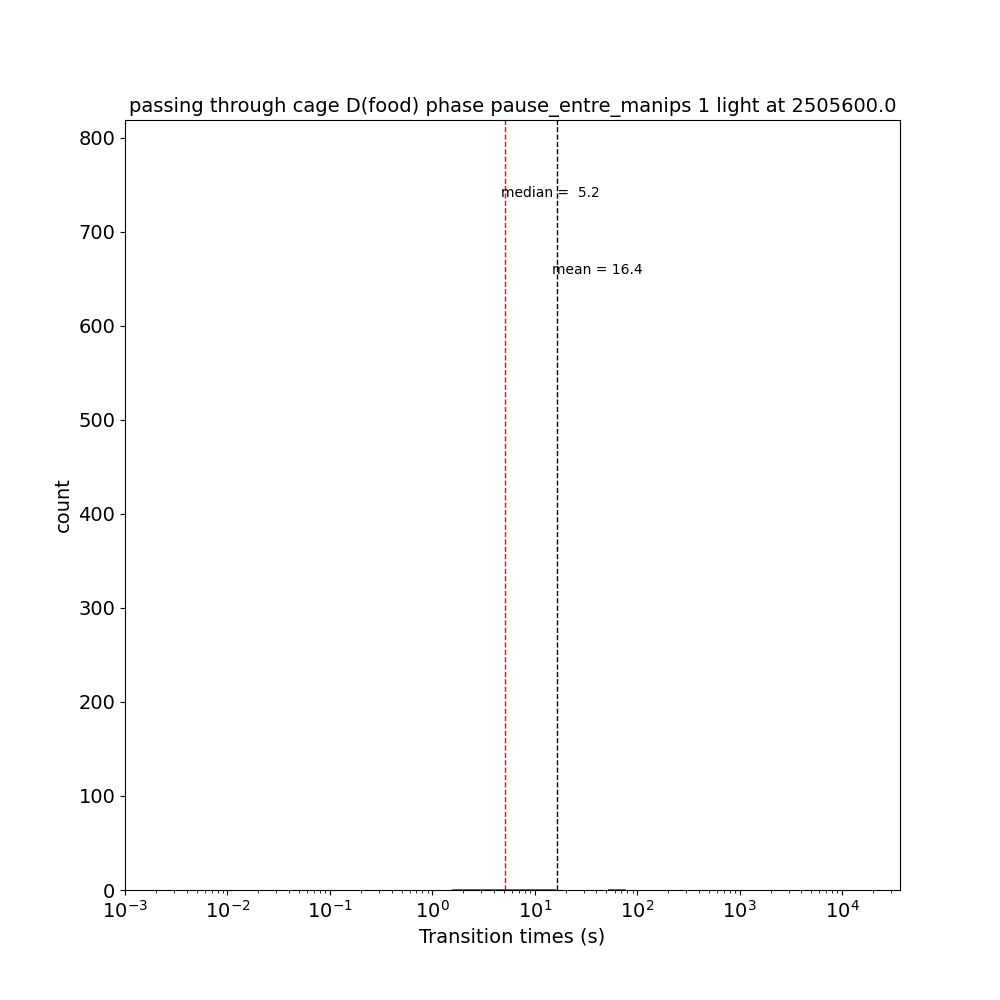 passing through cage D(food) phase pause_entre_manips 1 light at 2505600.0
800
median =  5.2
700
mean = 16.4
600
500
400
count
300
200
100
0
10⁻³ 10⁻² 10⁻¹ 10⁰ 10¹ 10² 10³ 10⁴
Transition times (s)